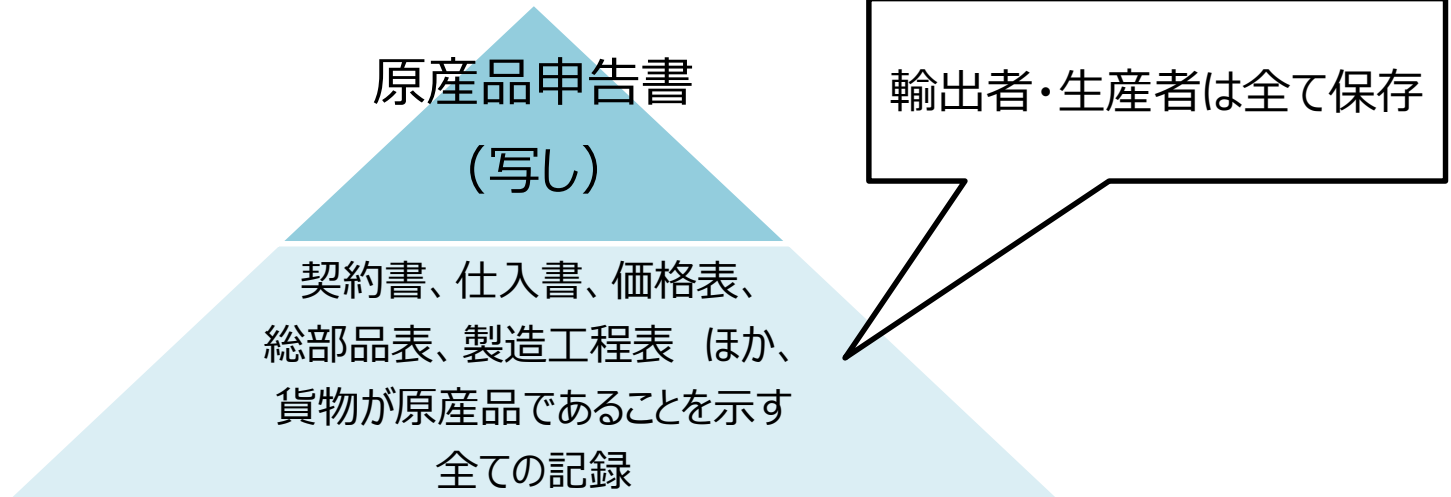 原産品申告書
（写し）
輸出者・生産者は全て保存
契約書、仕入書、価格表、
総部品表、製造工程表　ほか、
貨物が原産品であることを示す
全ての記録